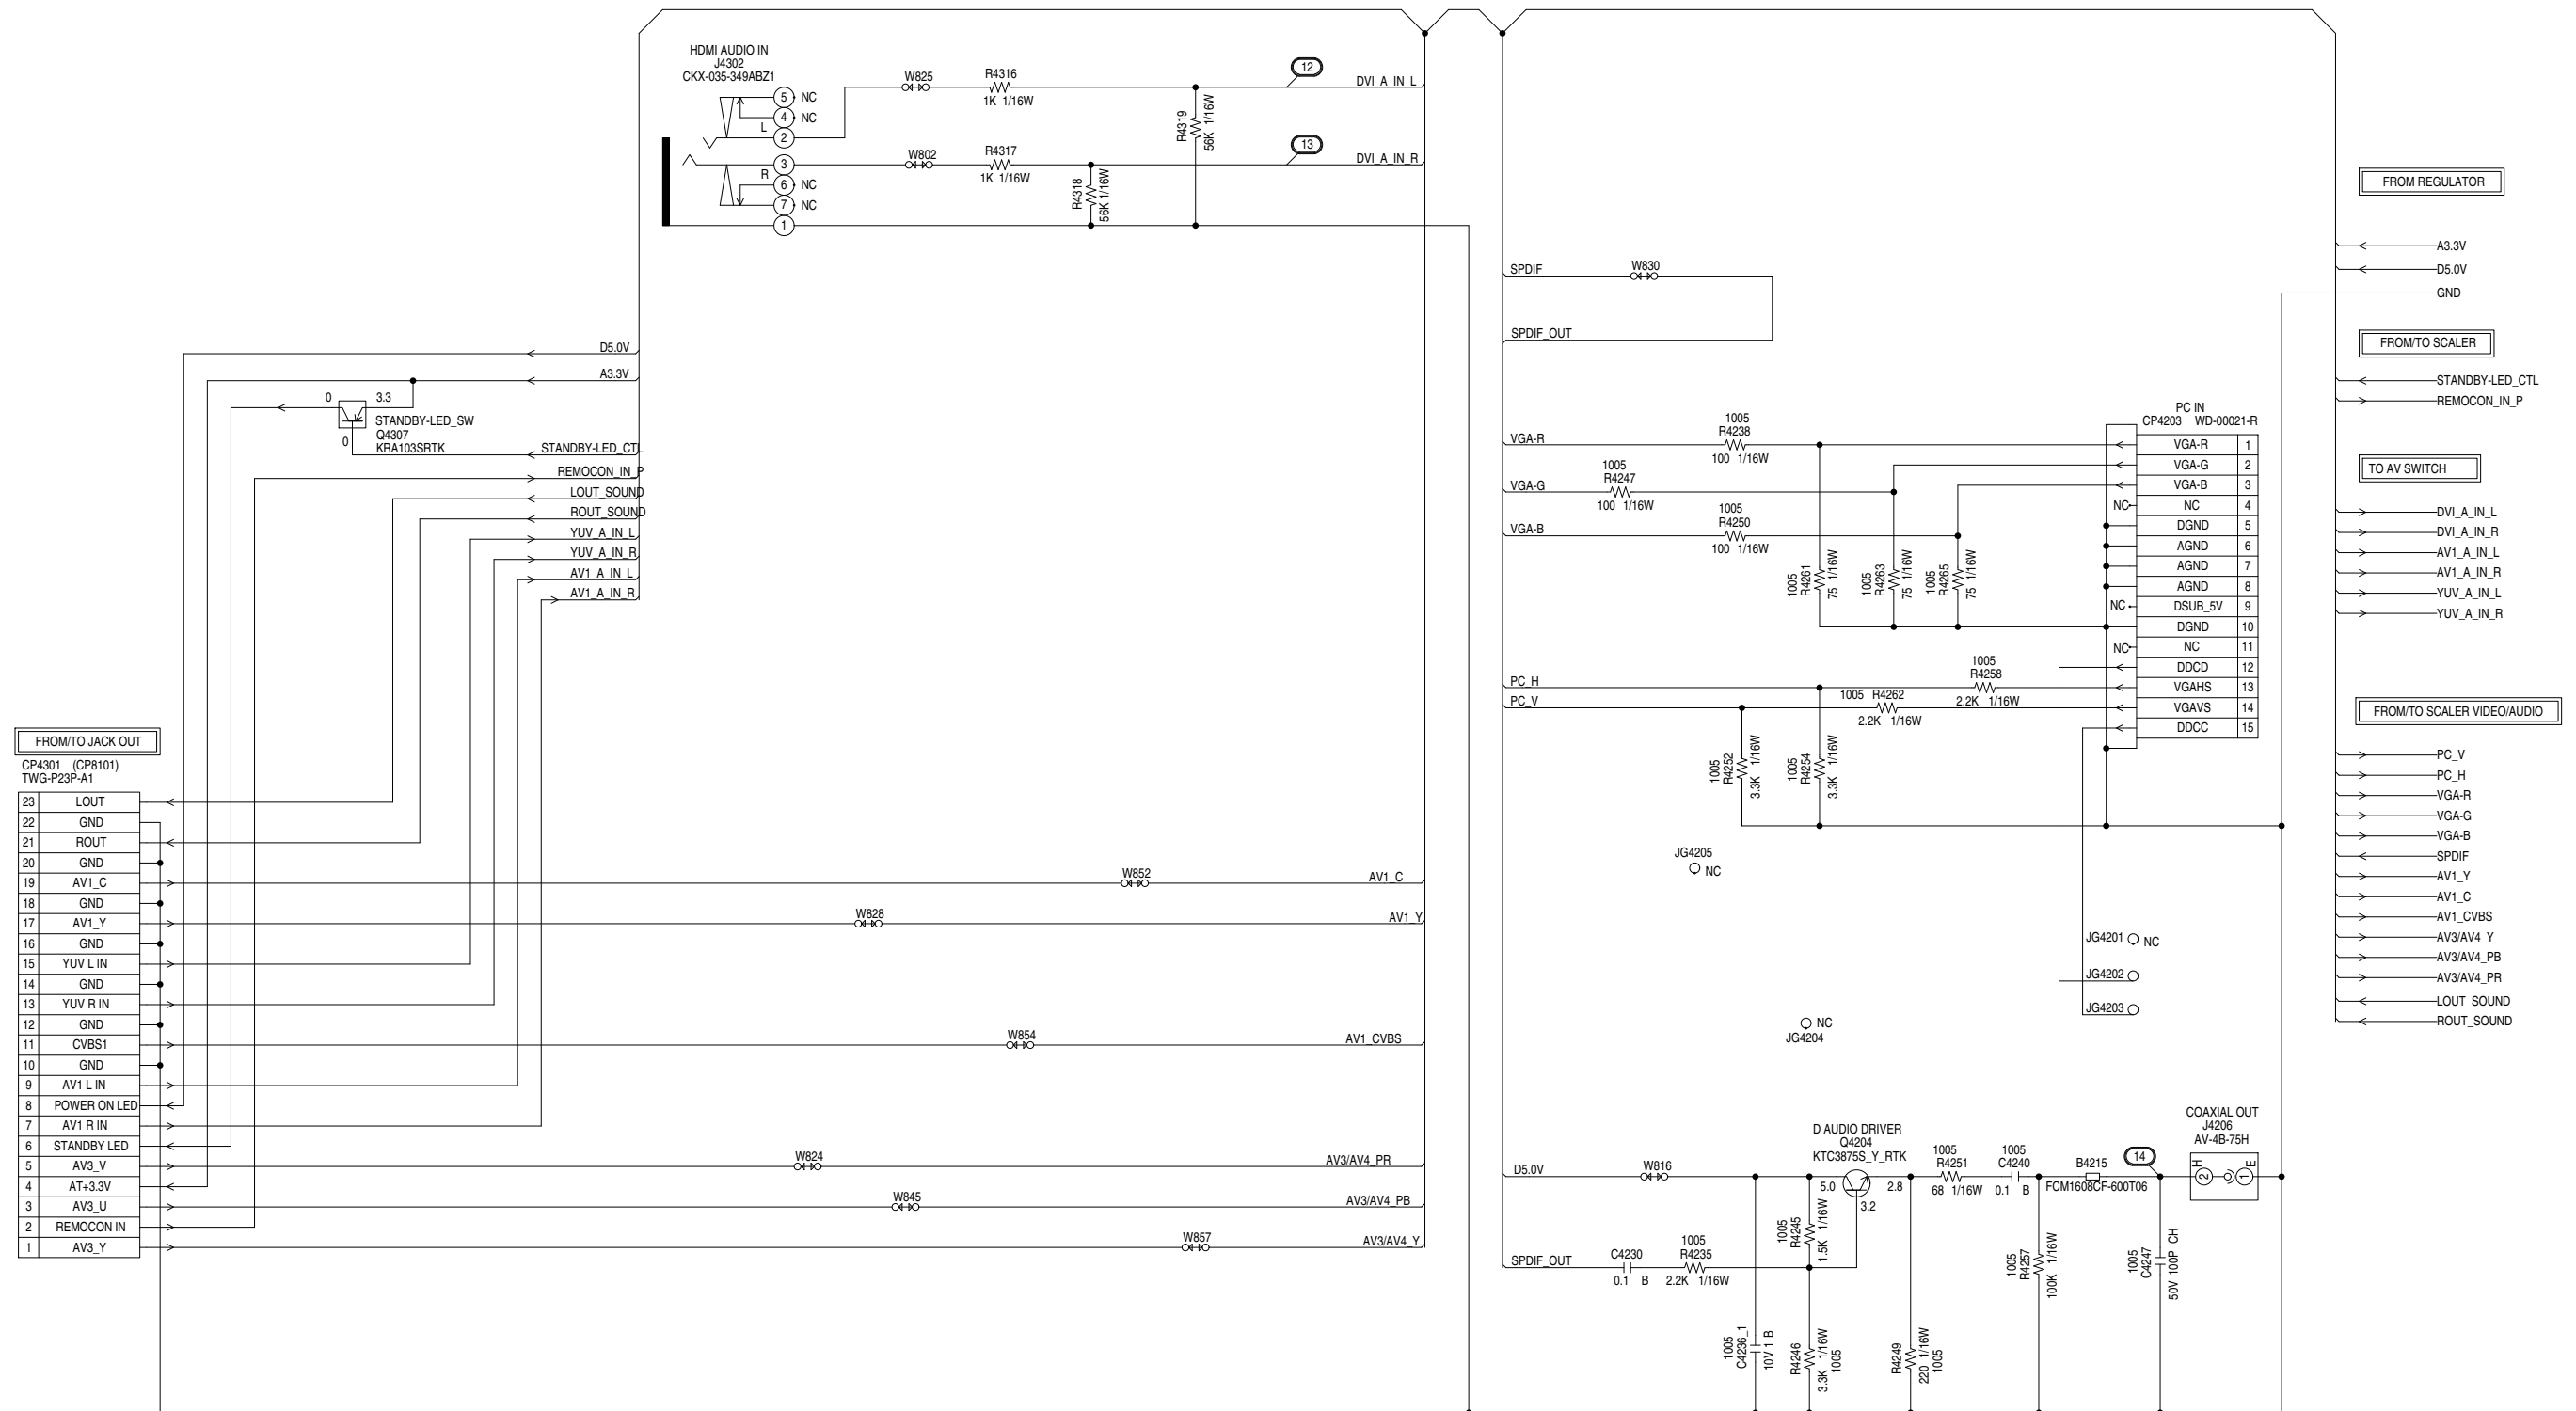 HDMI AUDIO IN
J4302
CKX-035-349ABZ1
5 NC
4 NC
L
2
3
R
6 NC
7 NC
1
W825
R4316
1K 1/16W
12
DVI_A_IN_L
R4319
56K 1/16W
W802
R4317
1K 1/16W
13
DVI_A_IN_R
R4318
56K 1/16W
D5.0V
A3.3V
0
3.3
0
STANDBY-LED_SW
Q4307
KRA103SRTK
STANDBY-LED_CTL
REMOCON_IN_P
LOUT_SOUND
ROUT_SOUND
YUV_A_IN_L
YUV_A_IN_R
AV1_A_IN_L
AV1_A_IN_R
FROM/TO JACK OUT
CP4301 (CP8101)
TWG-P23P-A1
23 LOUT
22 GND
21 ROUT
20 GND
19 AV1_C
18 GND
17 AV1_Y
16 GND
15 YUV L IN
14 GND
13 YUV R IN
12 GND
11 CVBS1
10 GND
9 AV1 L IN
8 POWER ON LED
7 AV1 R IN
6 STANDBY LED
5 AV3_V
4 AT+3.3V
3 AV3_U
2 REMOCON IN
1 AV3_Y
W852
AV1_C
W828
AV1_Y
W854
AV1_CVBS
W824
AV3/AV4_PR
W845
AV3/AV4_PB
W857
AV3/AV4_Y
SPDIF
W830
SPDIF_OUT
VGA-R
1005
R4238
100 1/16W
VGA-G
1005
R4247
100 1/16W
VGA-B
1005
R4250
100 1/16W
1005
R4261
75 1/16W
1005
R4263
75 1/16W
1005
R4265
75 1/16W
PC IN
CP4203 WD-00021-R
VGA-R 1
VGA-G 2
VGA-B 3
NC NC 4
DGND 5
AGND 6
AGND 7
AGND 8
NC DSUB_5V 9
DGND 10
NC NC 11
DDCD 12
VGAHS 13
VGAVS 14
DDCC 15
PC_H
1005
R4258
2.2K 1/16W
PC_V
1005 R4262
2.2K 1/16W
1005
R4252
3.3K 1/16W
1005
R4254
3.3K 1/16W
JG4205
NC
JG4201 NC
JG4202
JG4203
NC
JG4204
D5.0V
W816
D AUDIO DRIVER
Q4204
KTC3875S_Y_RTK
5.0
2.8
3.2
1005
R4245
1.5K 1/16W
1005
R4251
68 1/16W
1005
C4240
0.1 B
B4215
FCM1608CF-600T06
14
COAXIAL OUT
J4206
AV-4B-75H
H
2
1
E
SPDIF_OUT
C4230
0.1 B
1005
R4235
2.2K 1/16W
1005
C4236_1
10V 1 B
R4246
3.3K 1/16W
1005
R4249
220 1/16W
1005
1005
R4257
100K 1/16W
1005
C4247
50V 100P CH
FROM REGULATOR
A3.3V
D5.0V
GND
FROM/TO SCALER
STANDBY-LED_CTL
REMOCON_IN_P
TO AV SWITCH
DVI_A_IN_L
DVI_A_IN_R
AV1_A_IN_L
AV1_A_IN_R
YUV_A_IN_L
YUV_A_IN_R
FROM/TO SCALER VIDEO/AUDIO
PC_V
PC_H
VGA-R
VGA-G
VGA-B
SPDIF
AV1_Y
AV1_C
AV1_CVBS
AV3/AV4_Y
AV3/AV4_PB
AV3/AV4_PR
LOUT_SOUND
ROUT_SOUND